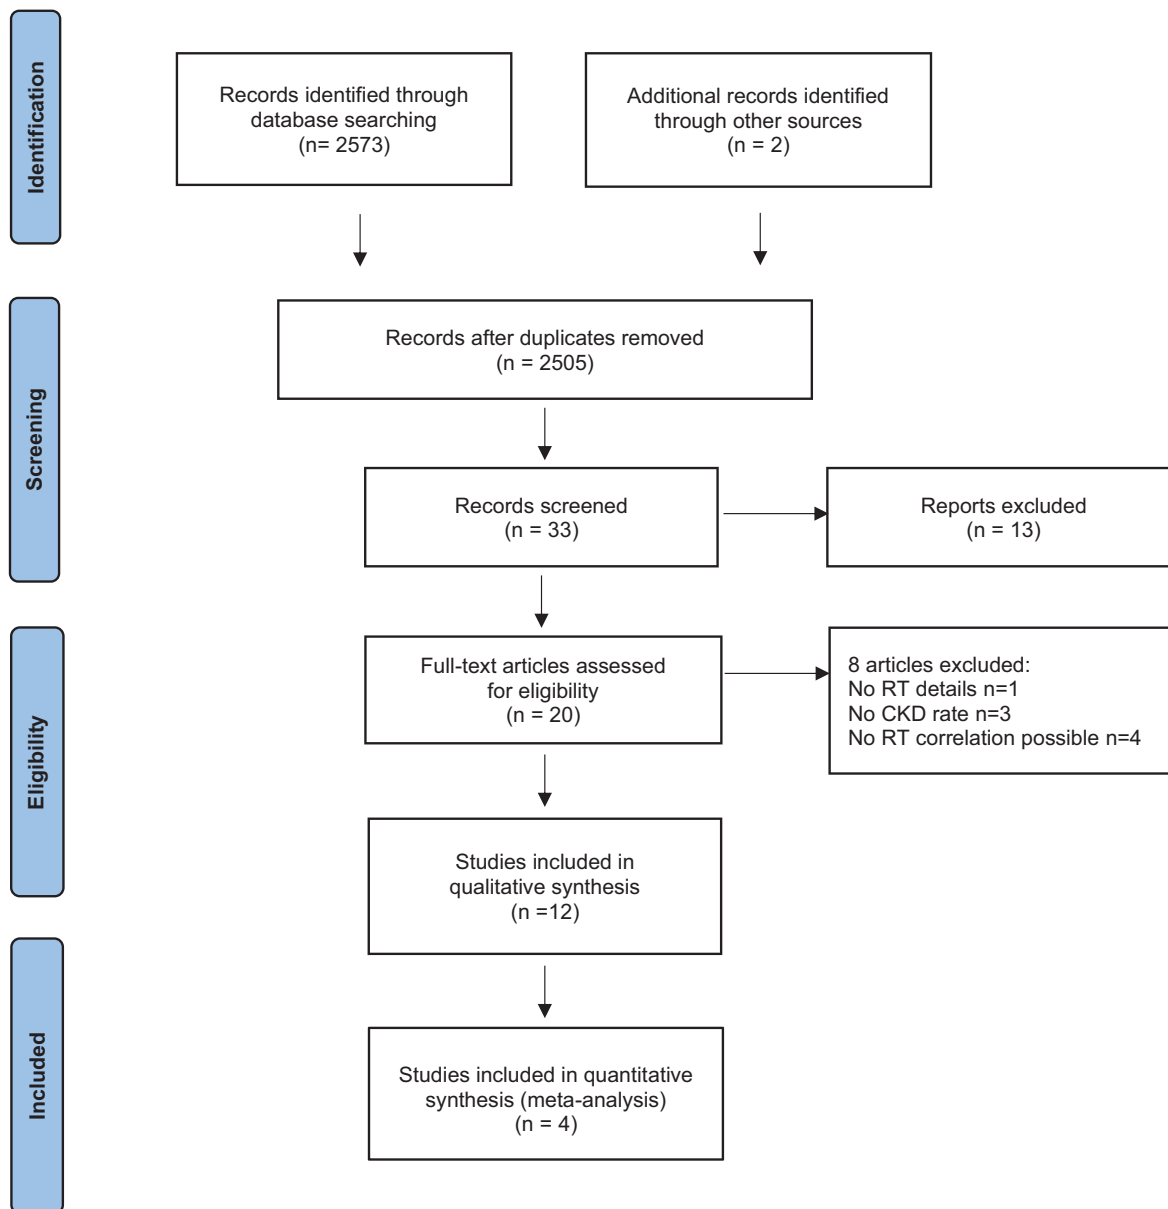 Identification
Records identified through
database searching
(n= 2573)
Additional records identified
through other sources
(n = 2)
Screening
Records after duplicates removed
(n = 2505)
Records screened
(n = 33)
Reports excluded
(n = 13)
Eligibility
Full-text articles assessed
for eligibility
(n = 20)
8 articles excluded:
No RT details n=1
No CKD rate n=3
No RT correlation possible n=4
Studies included in
qualitative synthesis
(n =12)
Included
Studies included in quantitative
synthesis (meta-analysis)
(n = 4)